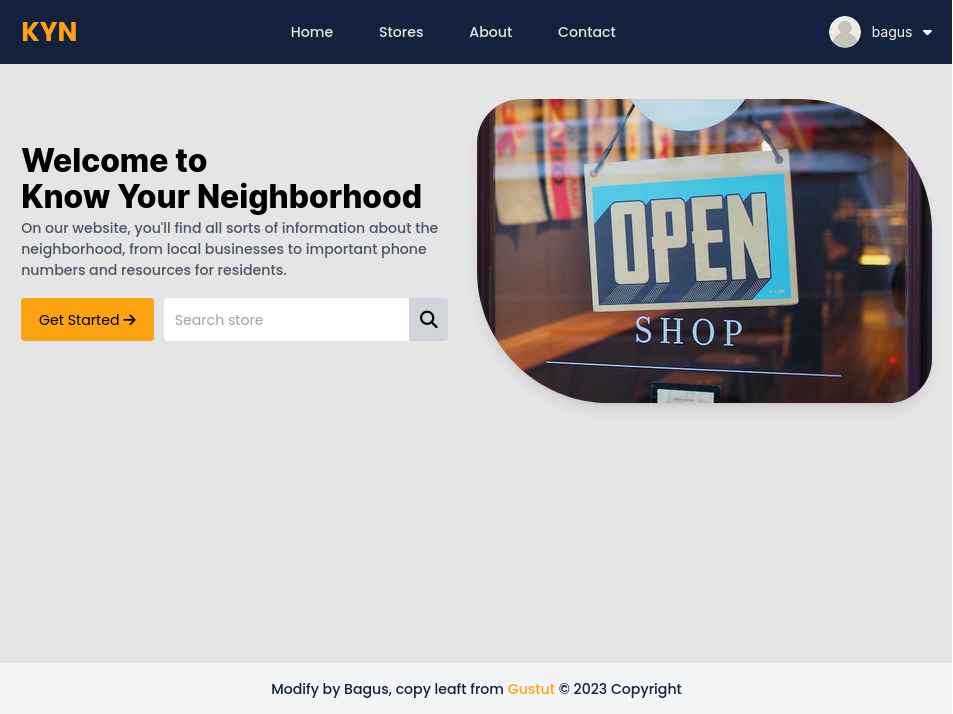 KYN
Home
Stores
About
Contact
bagus
Welcome to
Know Your Neighborhood
On our website, you'll find all sorts of information about the
neighborhood, from local businesses to important phone
numbers and resources for residents.
Get Started
Search store
OPEN
SHOP
Modify by Bagus, copy leaft from Gustut © 2023 Copyright